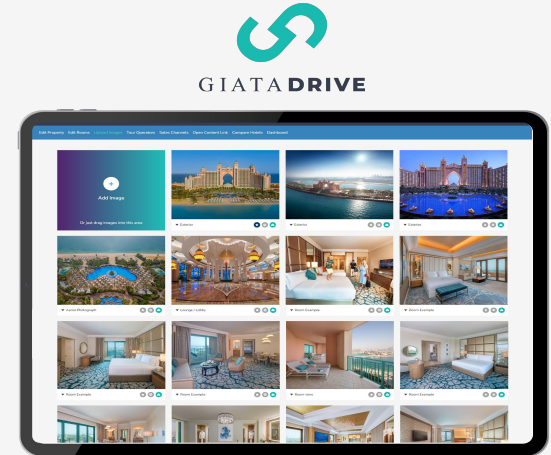 GIATA DRIVE
Edit Property Edit Rooms Upload Images Tour Operators Sales Channels Open Content Link Compare Hotels Dashboard
Add Image
Or just drag images into this area
Exterior
Exterior
Exterior
Aerial Photograph
Lounge / Lobby
Room Example
Room Example
Room Example
Room Example
Room view
Room Example